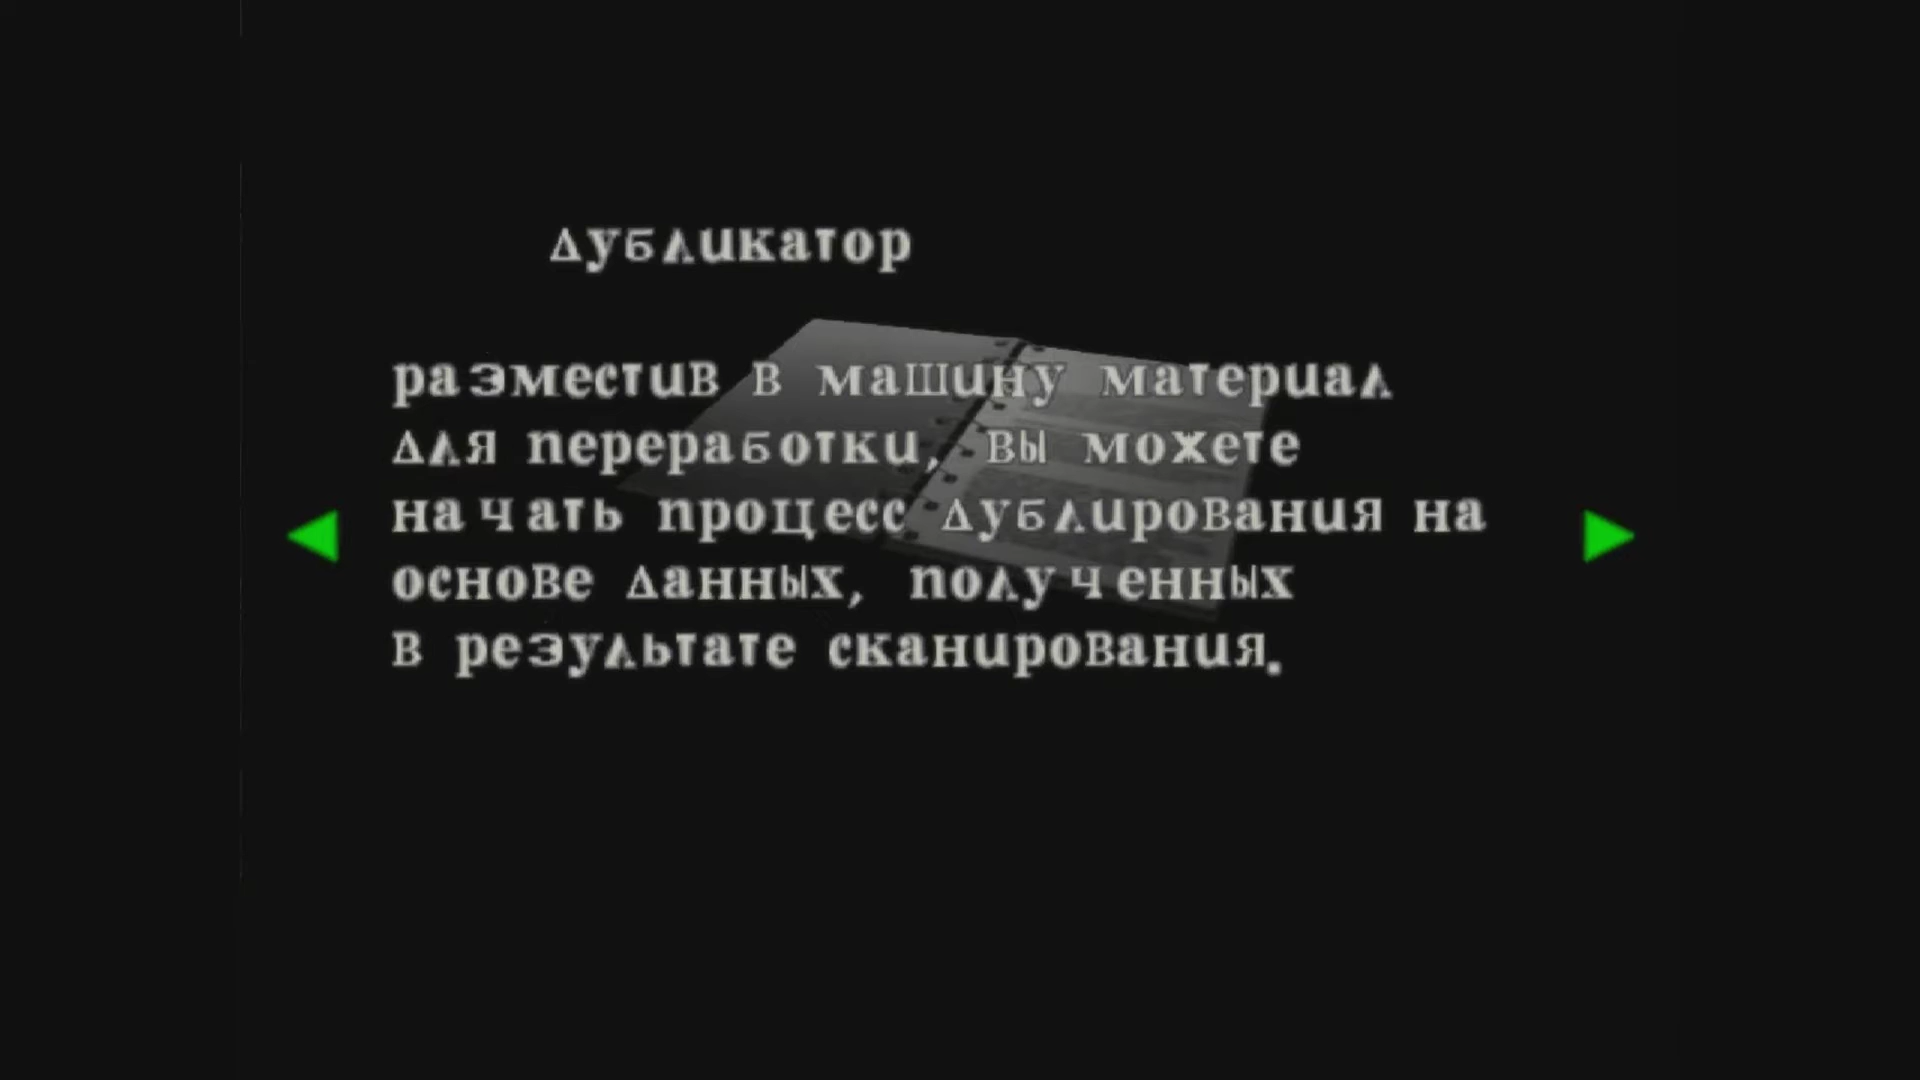 дубликатор
разместив в машину материал
для переработки, вы можете
начать процесс дублирования на
основе данных, полученных
в результате сканирования.